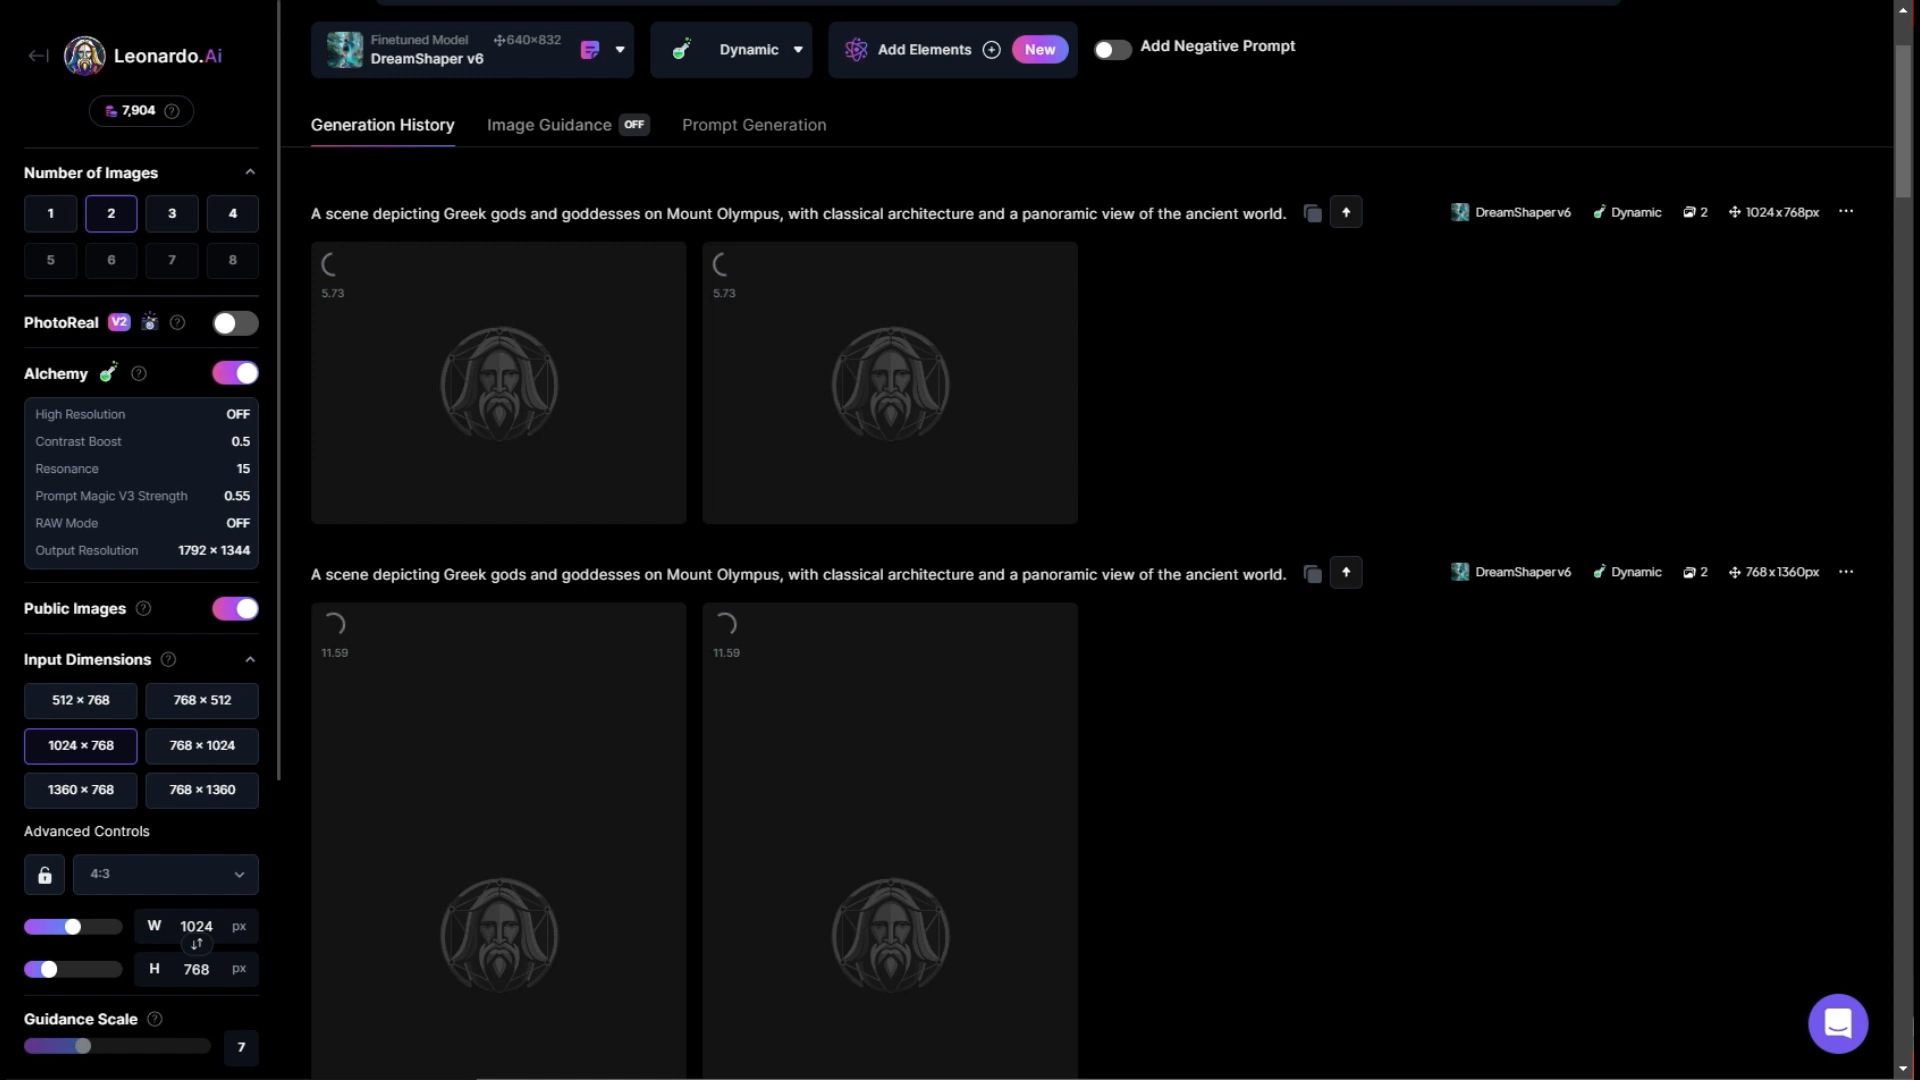 Leonardo.Ai
7,904
Number of Images
1 2 3 4
5 6 7 8
PhotoReal V2
Alchemy
High Resolution OFF
Contrast Boost 0.5
Resonance 15
Prompt Magic V3 Strength 0.55
RAW Mode OFF
Output Resolution 1792 × 1344
Public Images
Input Dimensions
512 × 768 768 × 512
1024 × 768 768 × 1024
1360 × 768 768 × 1360
Advanced Controls
4:3
W 1024 px
H 768 px
Guidance Scale
7
Finetuned Model 640×832
DreamShaper v6
Dynamic
Add Elements New
Add Negative Prompt
Generation History Image Guidance OFF Prompt Generation
A scene depicting Greek gods and goddesses on Mount Olympus, with classical architecture and a panoramic view of the ancient world.
DreamShaper v6 Dynamic 2 1024x768px
5.73 5.73
A scene depicting Greek gods and goddesses on Mount Olympus, with classical architecture and a panoramic view of the ancient world.
DreamShaper v6 Dynamic 2 768x1360px
11.59 11.59